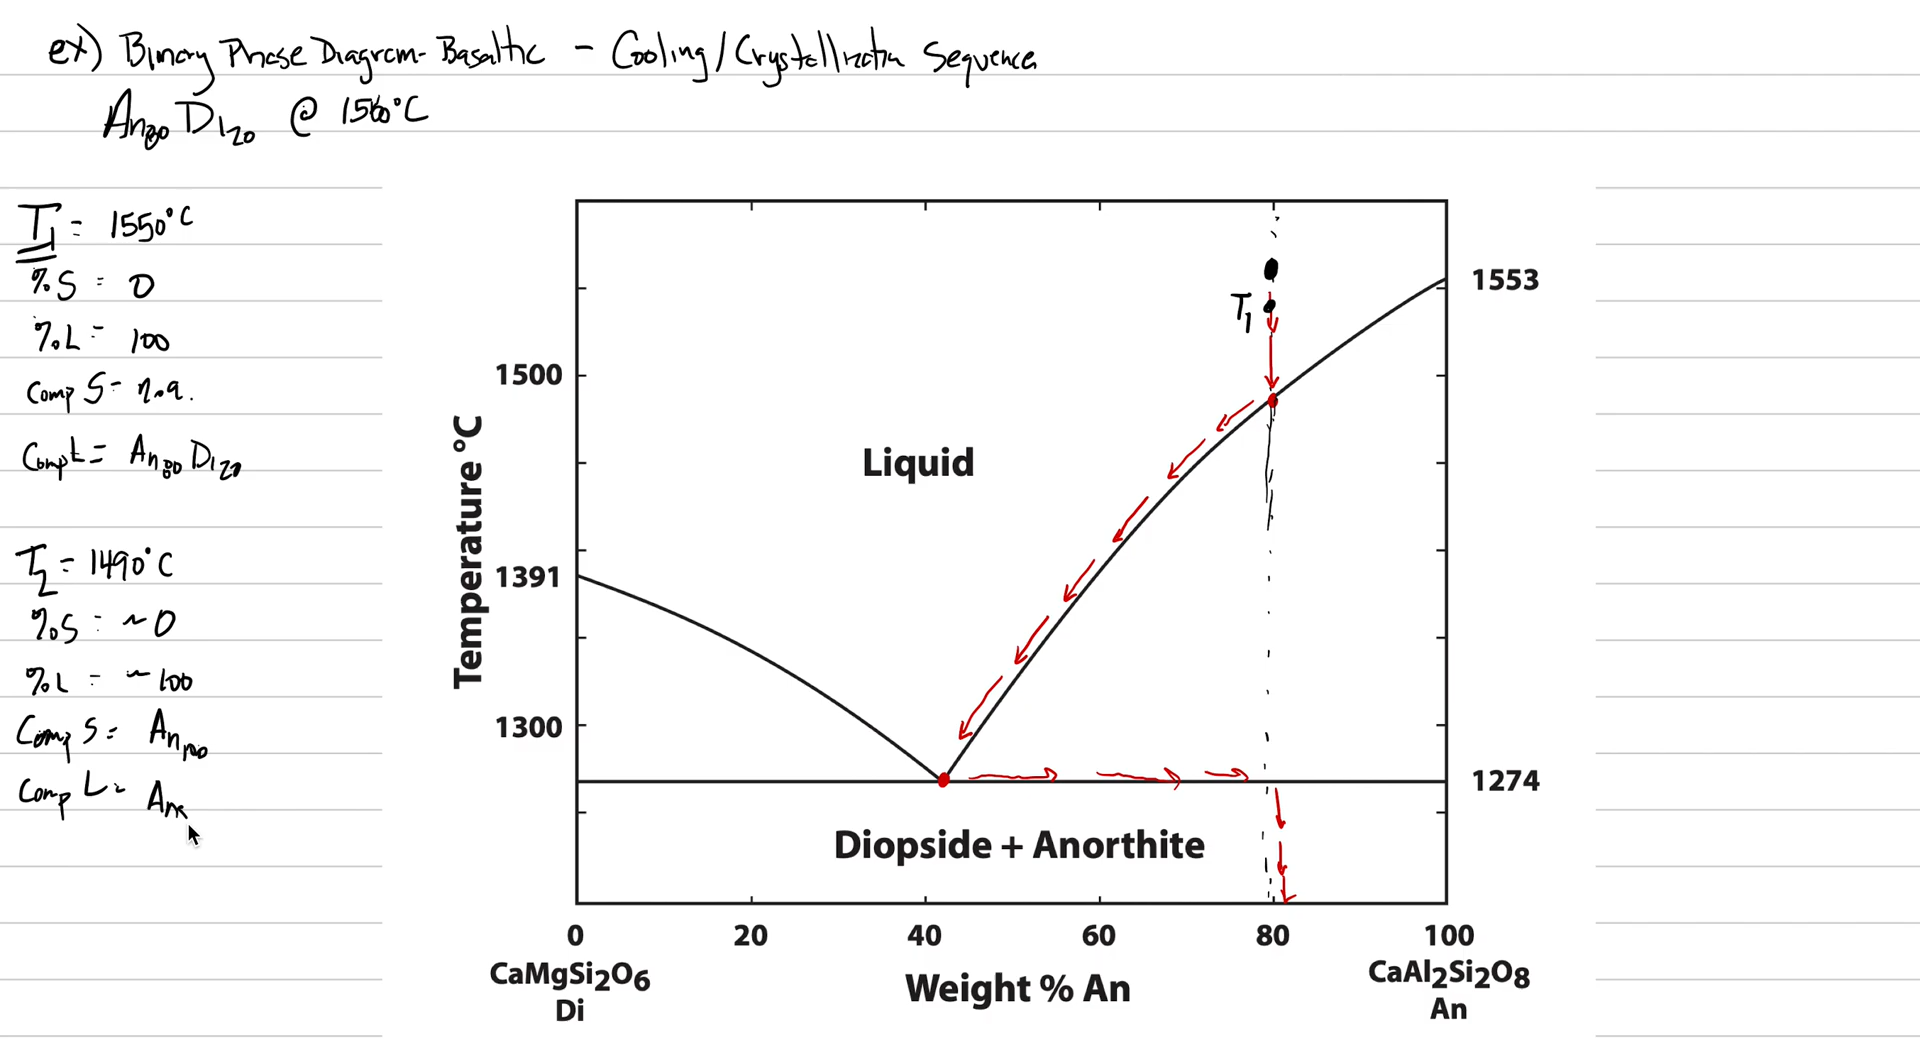 ex) Binary Phase Diagram- Basaltic - Cooling/Crystallization Sequence
An80 Di20 @ 1560°C
T1 = 1550°C
%S = 0
%L = 100
Comp S = n.a.
Comp L = An80 Di20
T2 = 1490°C
%S = ~0
%L = ~100
Comp S = An100
Comp L = An
1553
T1
1500
Liquid
Temperature °C
1391
1300
1274
Diopside + Anorthite
0 20 40 60 80 100
CaMgSi2O6 CaAl2Si2O8
Di Weight % An An